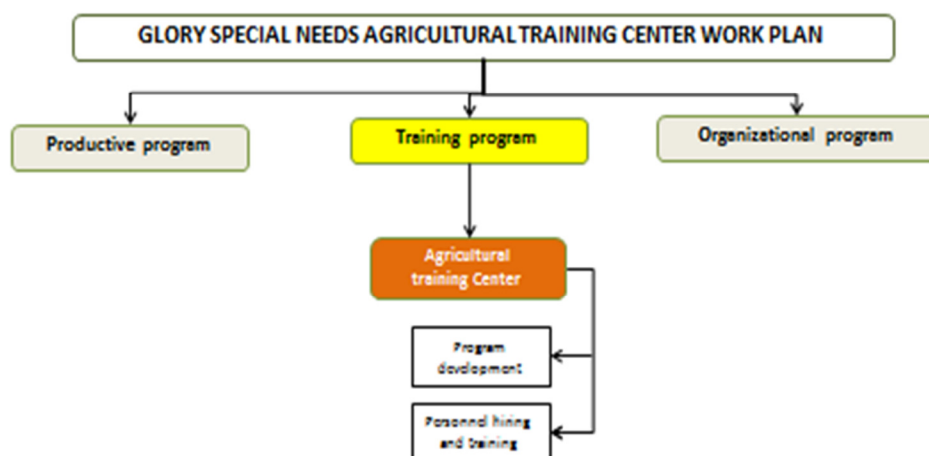 GLORY SPECIAL NEEDS AGRICULTURAL TRAINING CENTER WORK PLAN
Productive program
Training program
Organizational program
Agricultural
training Center
Program
development
Personnel hiring
and training